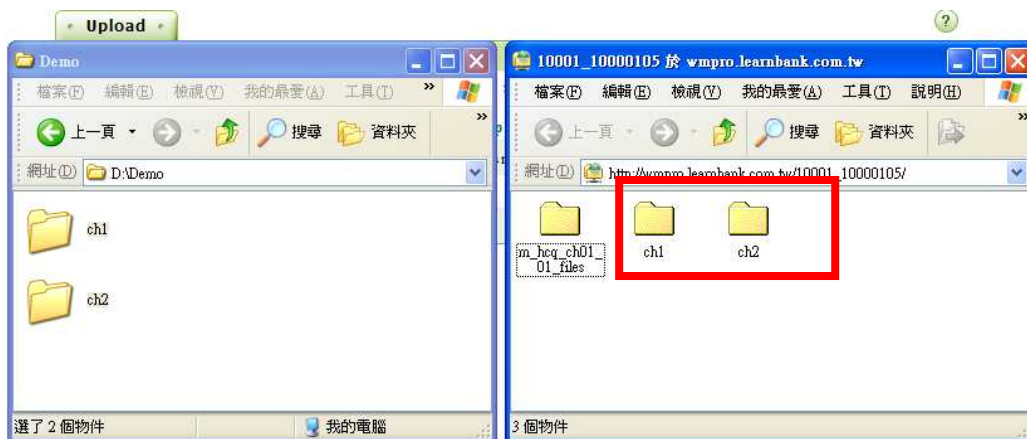 Upload
?
Demo
檔案(F) 編輯(E) 檢視(V) 我的最愛(A) 工具(T) »
上一頁 搜尋 資料夾
網址(D) D:\Demo
ch1
ch2
選了 2 個物件 我的電腦
10001_10000105 於 wmpro.learnbank.com.tw
檔案(F) 編輯(E) 檢視(V) 我的最愛(A) 工具(T) 說明(H)
上一頁 搜尋 資料夾 »
網址(D) http://wmpro.learnbank.com.tw/10001_10000105/
m_hcq_ch01_
01_files
ch1 ch2
3 個物件